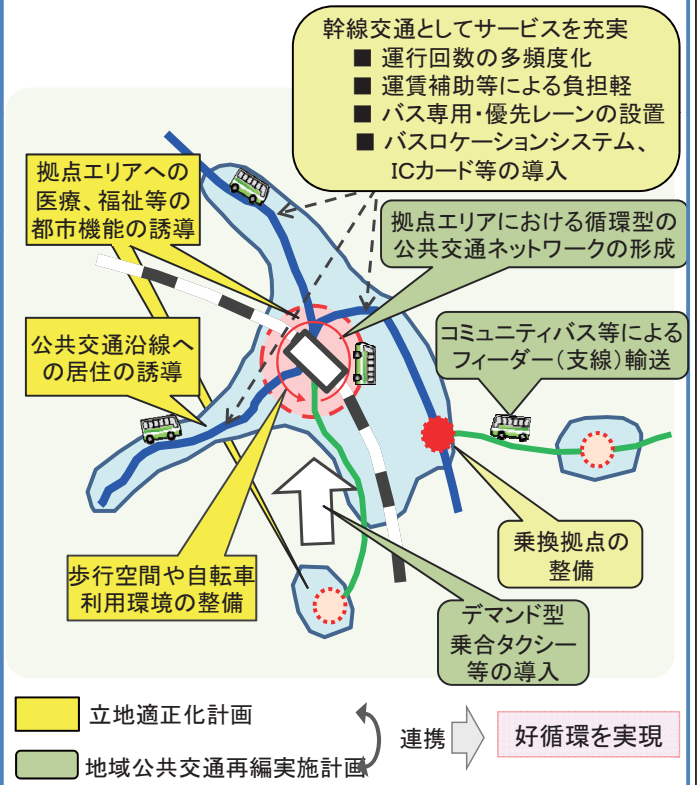 幹線交通としてサービスを充実
■ 運行回数の多頻度化
■ 運賃補助等による負担軽
■ バス専用・優先レーンの設置
■ バスロケーションシステム、
ICカード等の導入
拠点エリアへの
医療、福祉等の
都市機能の誘導
拠点エリアにおける循環型の
公共交通ネットワークの形成
公共交通沿線へ
の居住の誘導
コミュニティバス等による
フィーダー(支線)輸送
歩行空間や自転車
利用環境の整備
乗換拠点の
整備
デマンド型
乗合タクシー
等の導入
立地適正化計画
地域公共交通再編実施計画
連携
好循環を実現